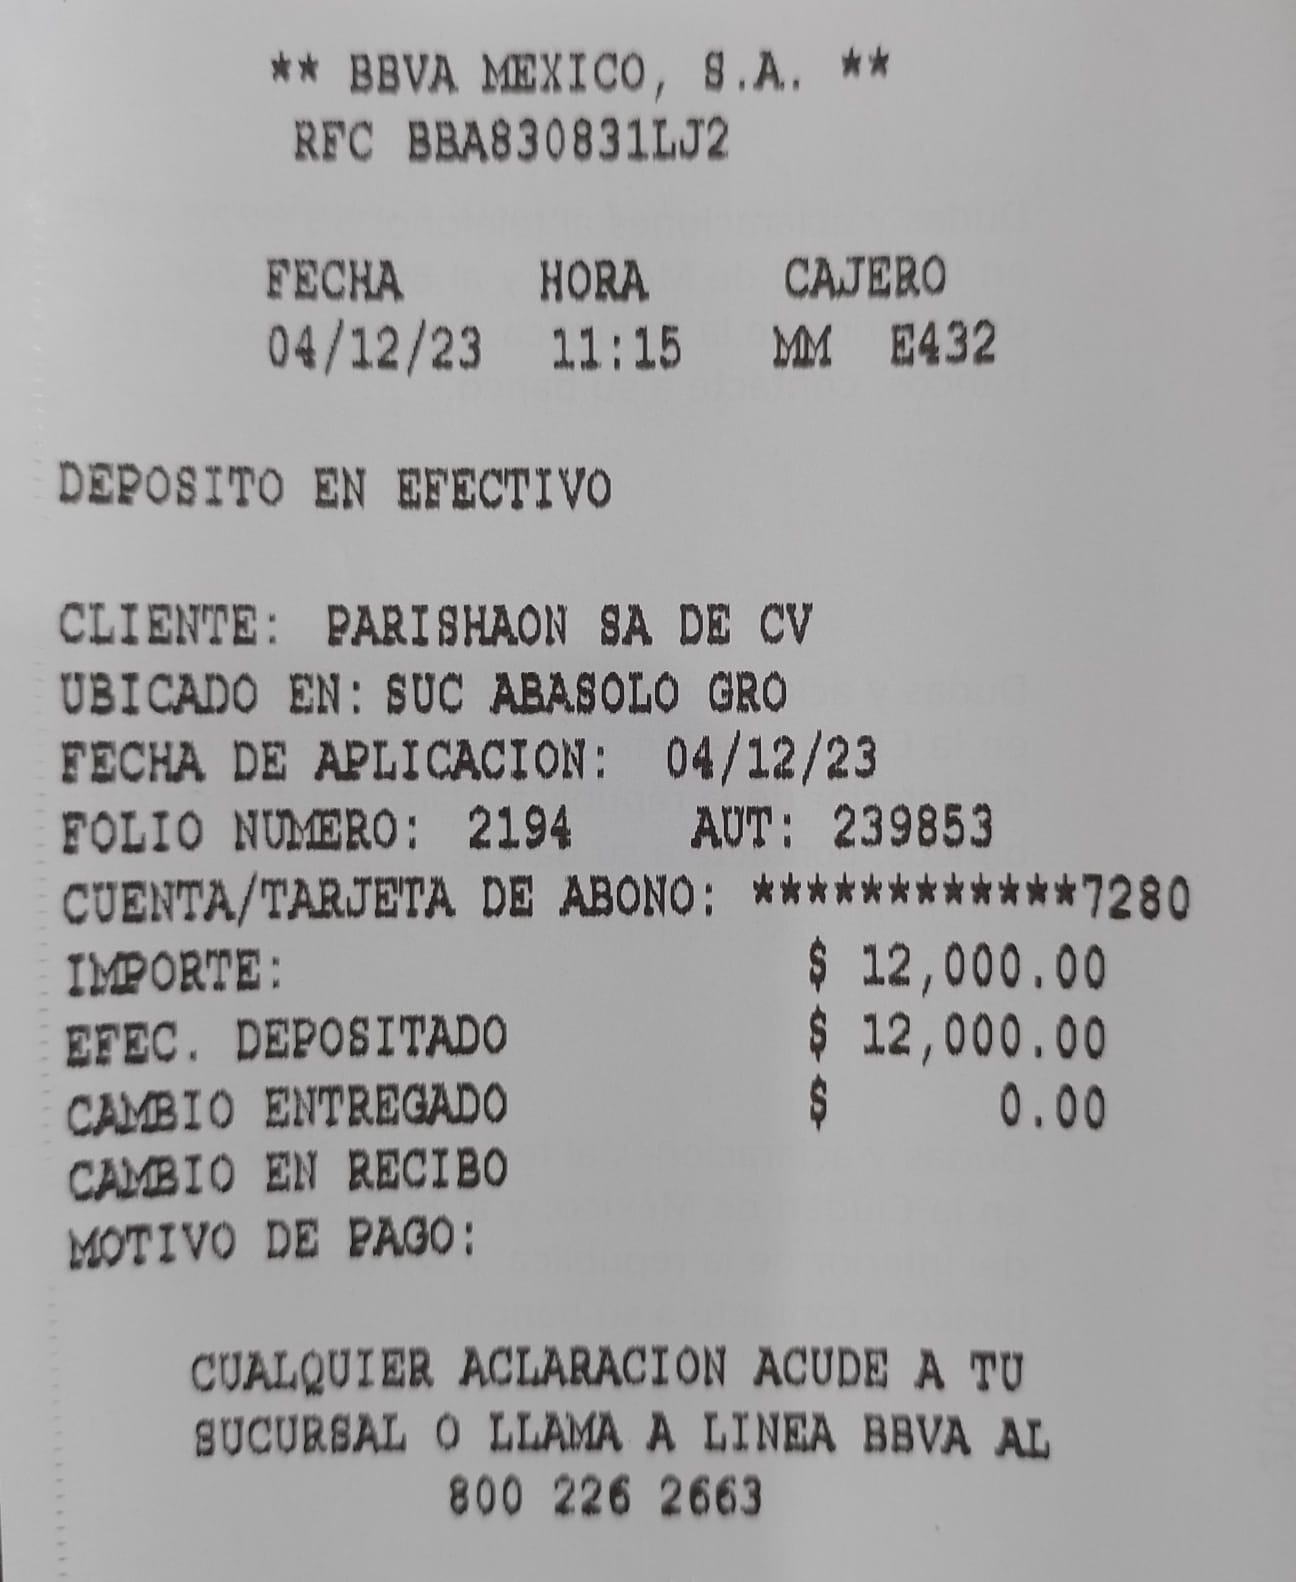 ** BBVA MEXICO, S.A. **
RFC BBA830831LJ2
FECHA HORA CAJERO
04/12/23 11:15 MM E432
DEPOSITO EN EFECTIVO
CLIENTE: PARISHAON SA DE CV
UBICADO EN: SUC ABASOLO GRO
FECHA DE APLICACION: 04/12/23
FOLIO NUMERO: 2194 AUT: 239853
CUENTA/TARJETA DE ABONO: ************7280
IMPORTE: $ 12,000.00
EFEC. DEPOSITADO $ 12,000.00
CAMBIO ENTREGADO $ 0.00
CAMBIO EN RECIBO
MOTIVO DE PAGO:
CUALQUIER ACLARACION ACUDE A TU
SUCURSAL O LLAMA A LINEA BBVA AL
800 226 2663